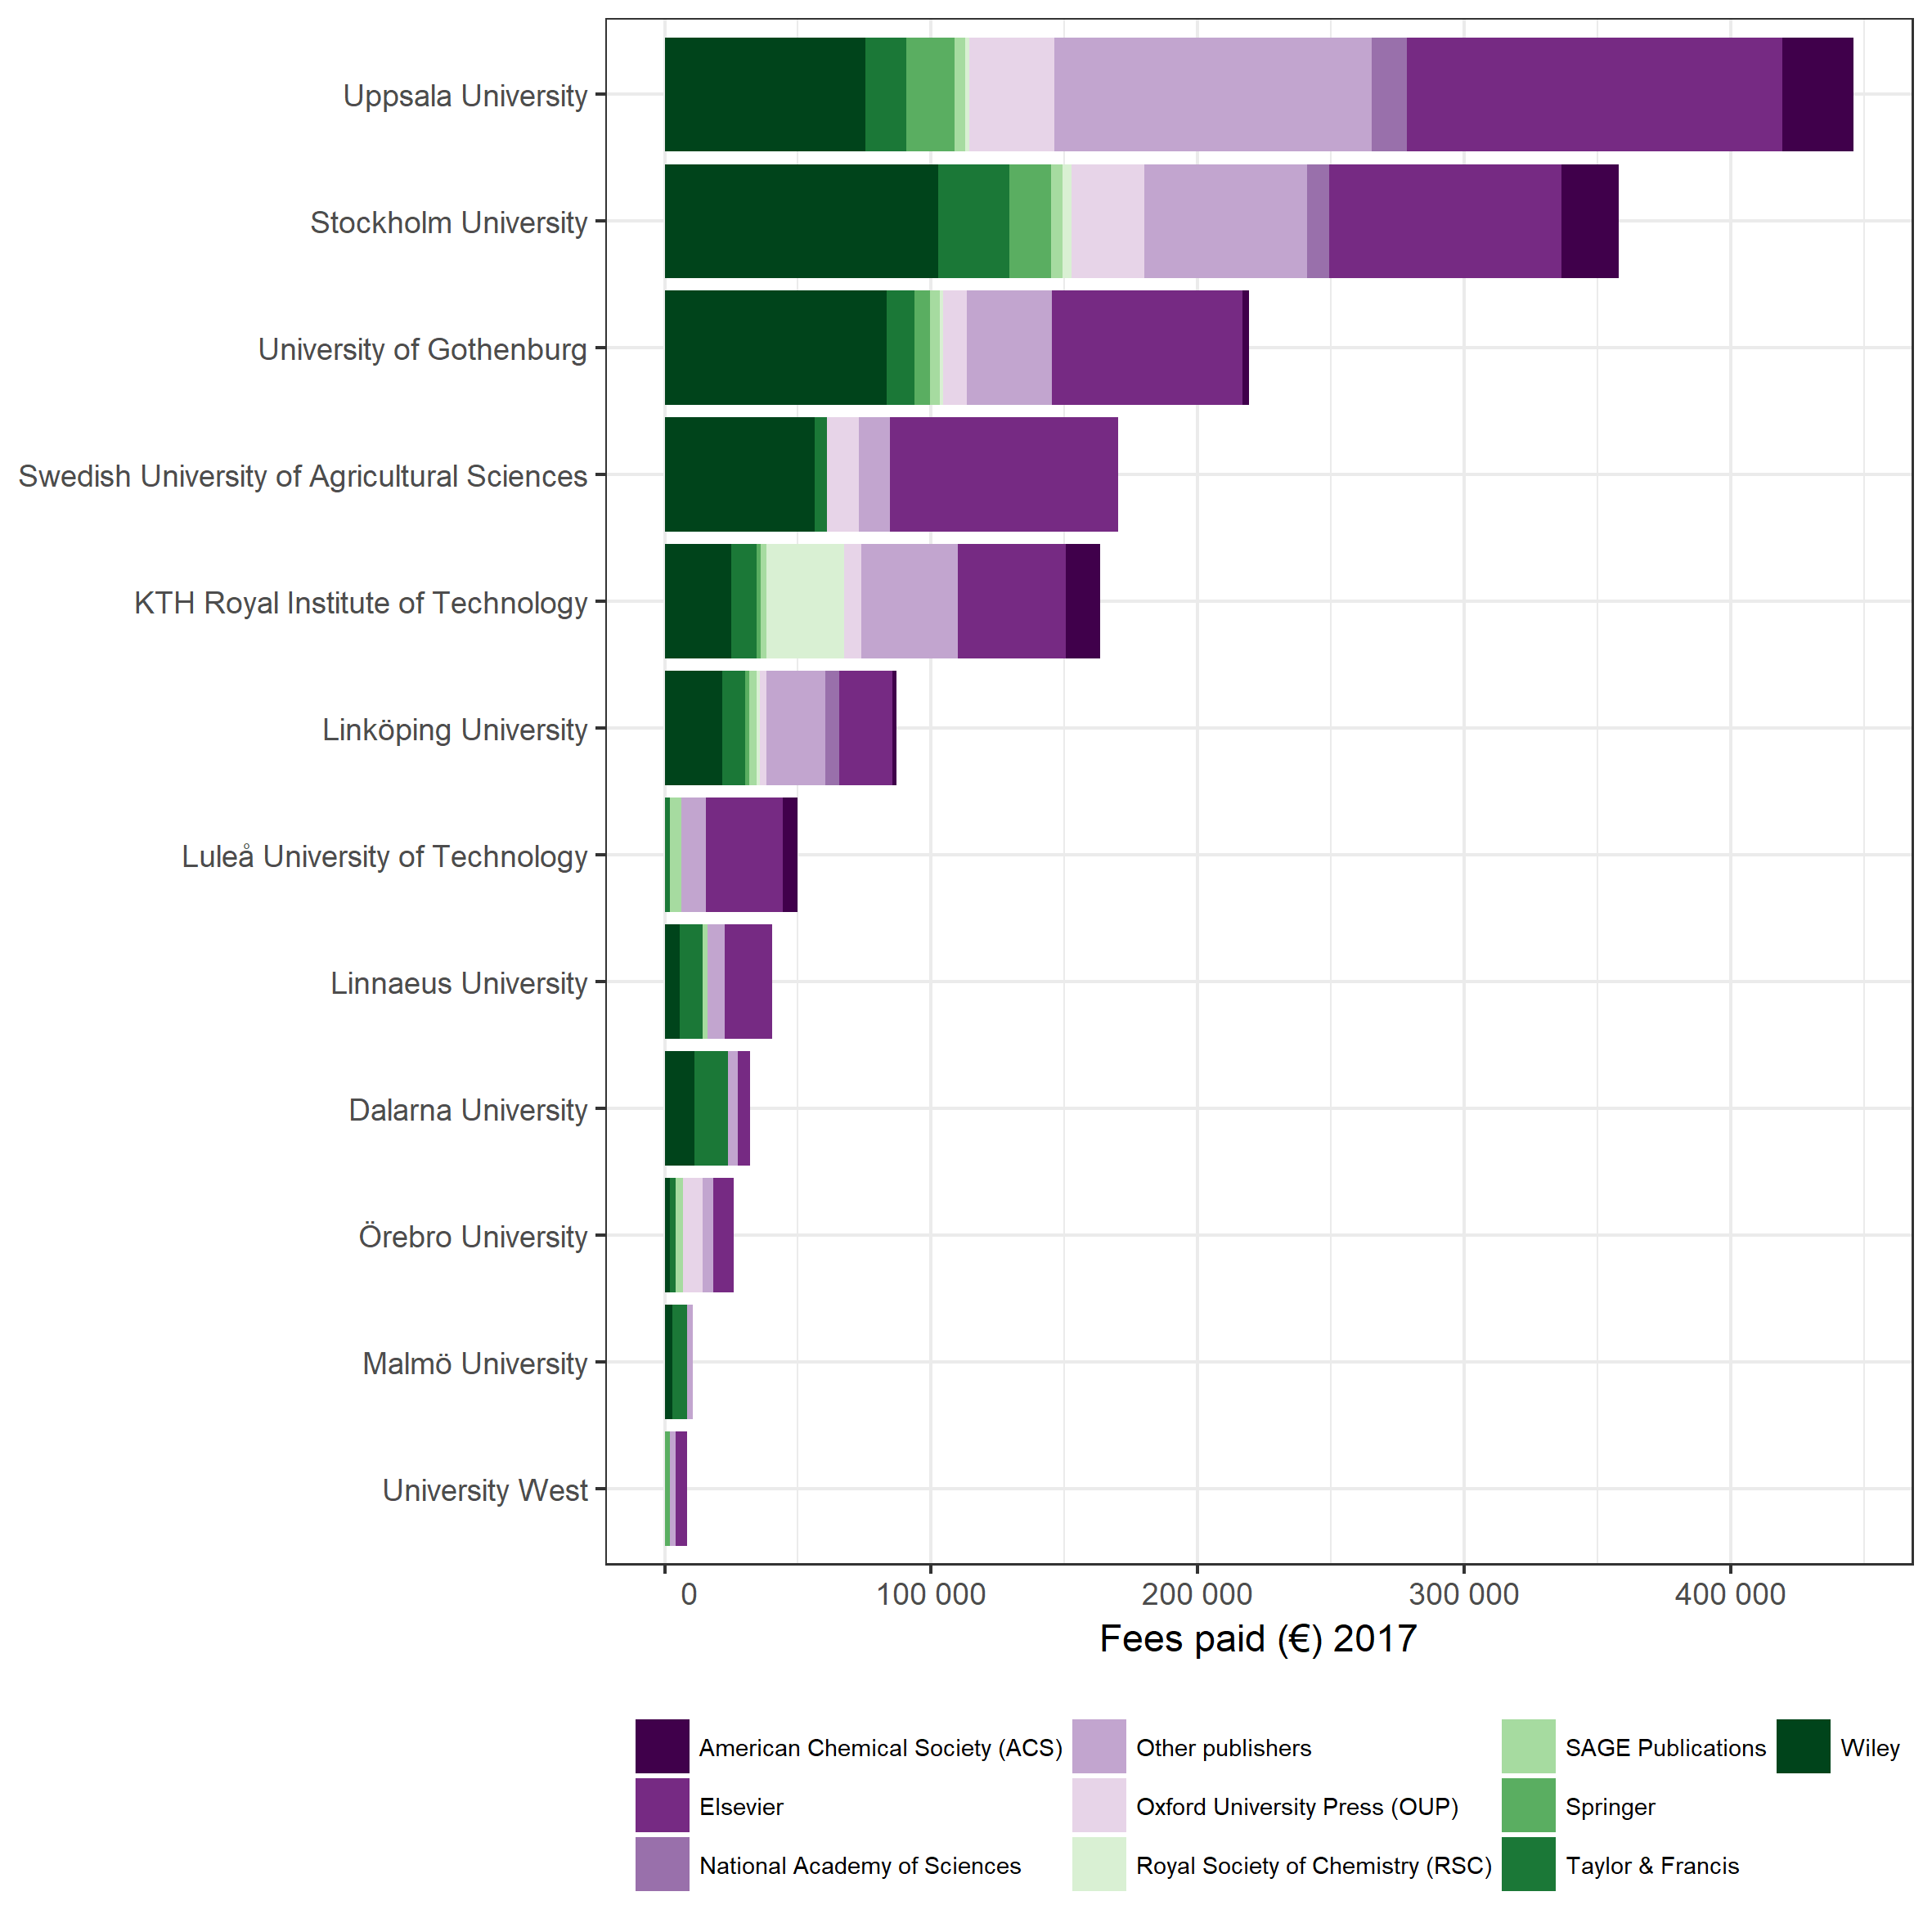 Uppsala University
Stockholm University
University of Gothenburg
Swedish University of Agricultural Sciences
KTH Royal Institute of Technology
Linköping University
Luleå University of Technology
Linnaeus University
Dalarna University
Örebro University
Malmö University
University West
0 100 000 200 000 300 000 400 000
Fees paid (€) 2017
American Chemical Society (ACS) Other publishers SAGE Publications Wiley
Elsevier Oxford University Press (OUP) Springer
National Academy of Sciences Royal Society of Chemistry (RSC) Taylor & Francis